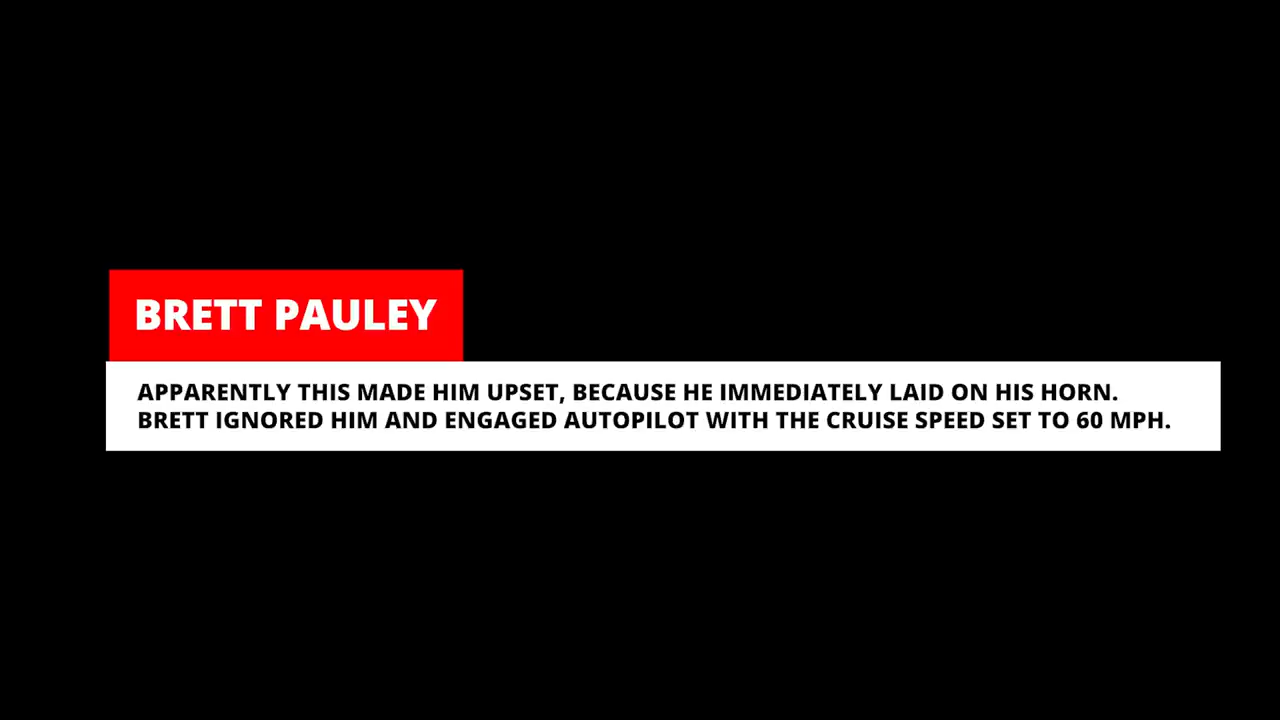 BRETT PAULEY
APPARENTLY THIS MADE HIM UPSET, BECAUSE HE IMMEDIATELY LAID ON HIS HORN.
BRETT IGNORED HIM AND ENGAGED AUTOPILOT WITH THE CRUISE SPEED SET TO 60 MPH.